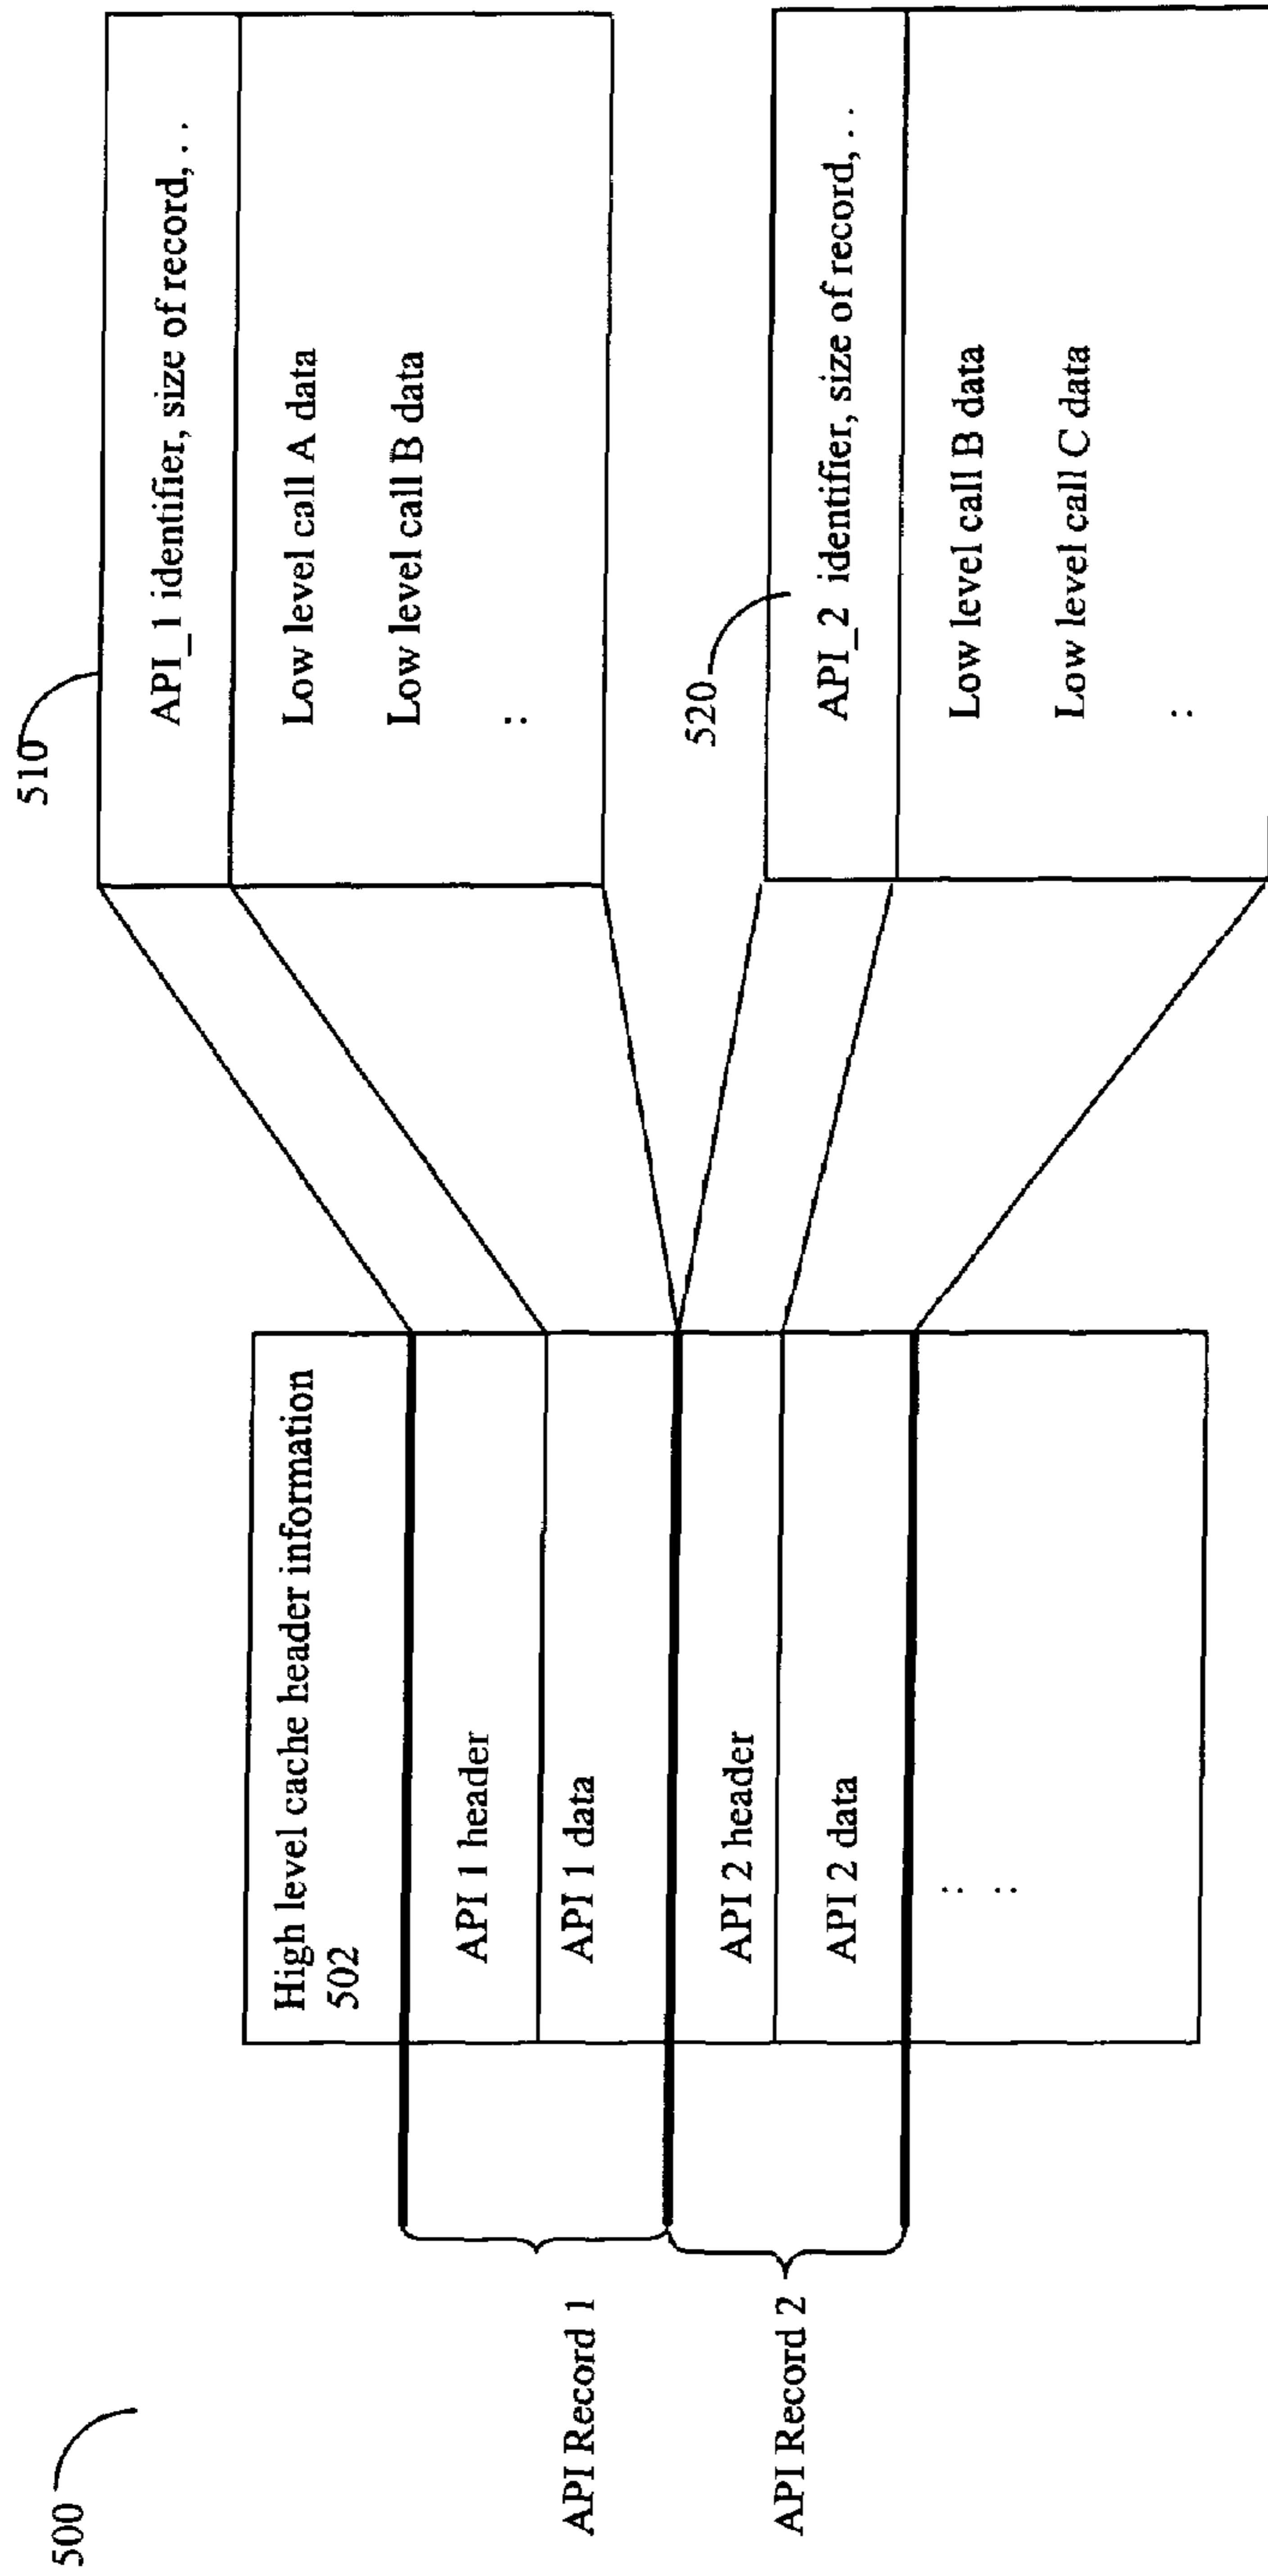 500
High level cache header information
502
API 1 header
API 1 data
API 2 header
API 2 data
: :
API Record 1
API Record 2
510
API_1 identifier, size of record, . .
Low level call A data
Low level call B data
:
520
API_2 identifier, size of record, . .
Low level call B data
Low level call C data
: